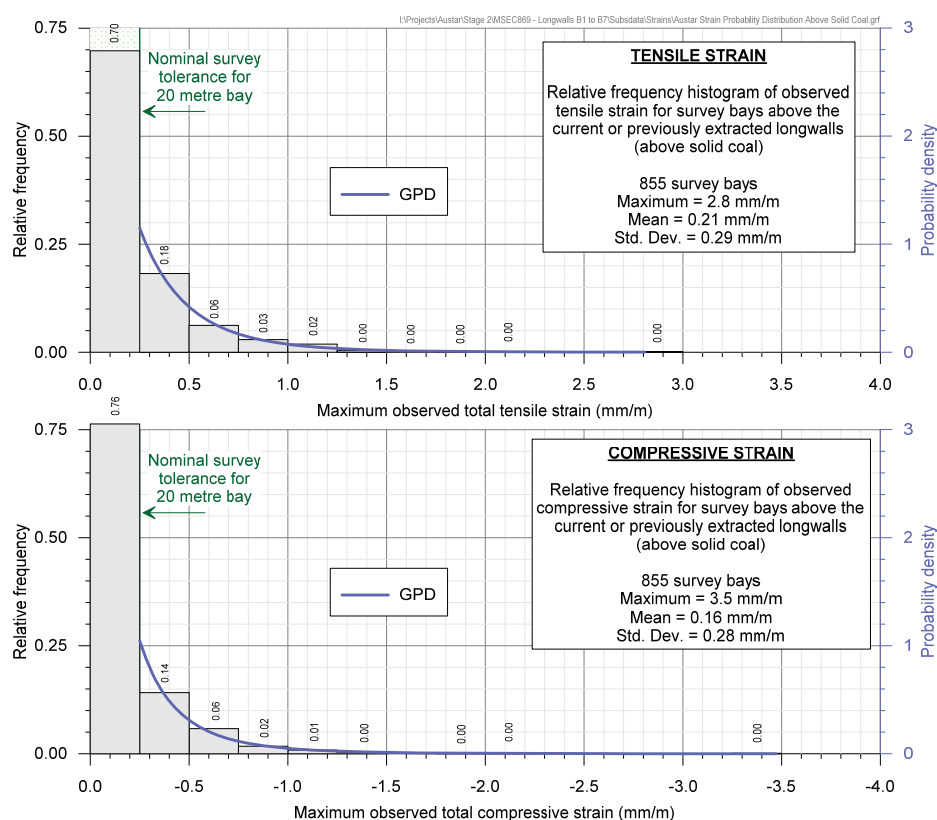 I:\Projects\Austar\Stage 2\MSEC869 - Longwalls B1 to B7\Subsdata\Strains\Austar Strain Probability Distribution Above Solid Coal.grf
0.75
0.50
0.25
0.00
Relative frequency
0.70
0.18
0.06
0.03
0.02
0.00
0.00
0.00
0.00
0.00
Nominal survey
tolerance for
20 metre bay
GPD
TENSILE STRAIN
Relative frequency histogram of observed
tensile strain for survey bays above the
current or previously extracted longwalls
(above solid coal)
855 survey bays
Maximum = 2.8 mm/m
Mean = 0.21 mm/m
Std. Dev. = 0.29 mm/m
3
2
1
0
Probability density
0.0 0.5 1.0 1.5 2.0 2.5 3.0 3.5 4.0
Maximum observed total tensile strain (mm/m)
0.75
0.50
0.25
0.00
Relative frequency
0.76
0.14
0.06
0.02
0.01
0.00
0.00
0.00
0.00
Nominal survey
tolerance for
20 metre bay
GPD
COMPRESSIVE STRAIN
Relative frequency histogram of observed
compressive strain for survey bays above the
current or previously extracted longwalls
(above solid coal)
855 survey bays
Maximum = 3.5 mm/m
Mean = 0.16 mm/m
Std. Dev. = 0.28 mm/m
3
2
1
0
Probability density
0.0 -0.5 -1.0 -1.5 -2.0 -2.5 -3.0 -3.5 -4.0
Maximum observed total compressive strain (mm/m)